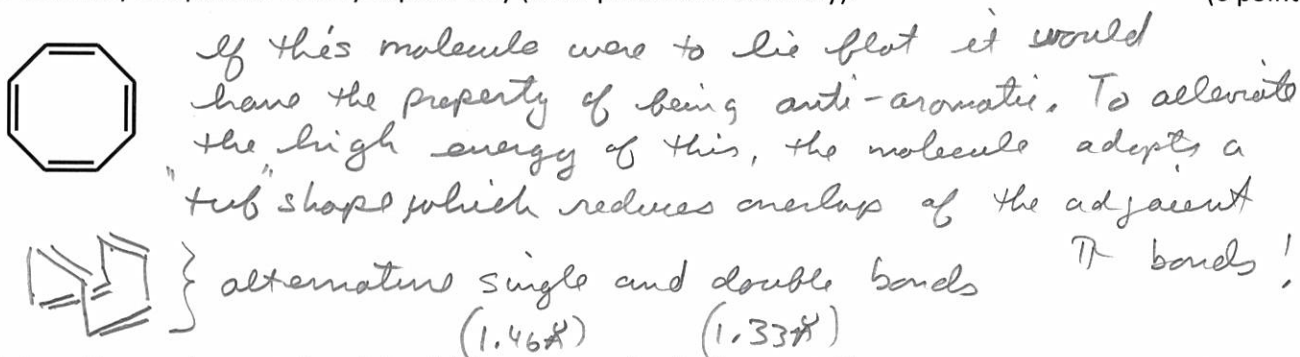 If this molecule were to lie flat it would
have the property of being anti-aromatic. To alleviate
the high energy of this, the molecule adopts a
"tub" shape which reduces overlap of the adjacent
π bonds!
} alternative single and double bonds
(1.46Å) (1.33Å)